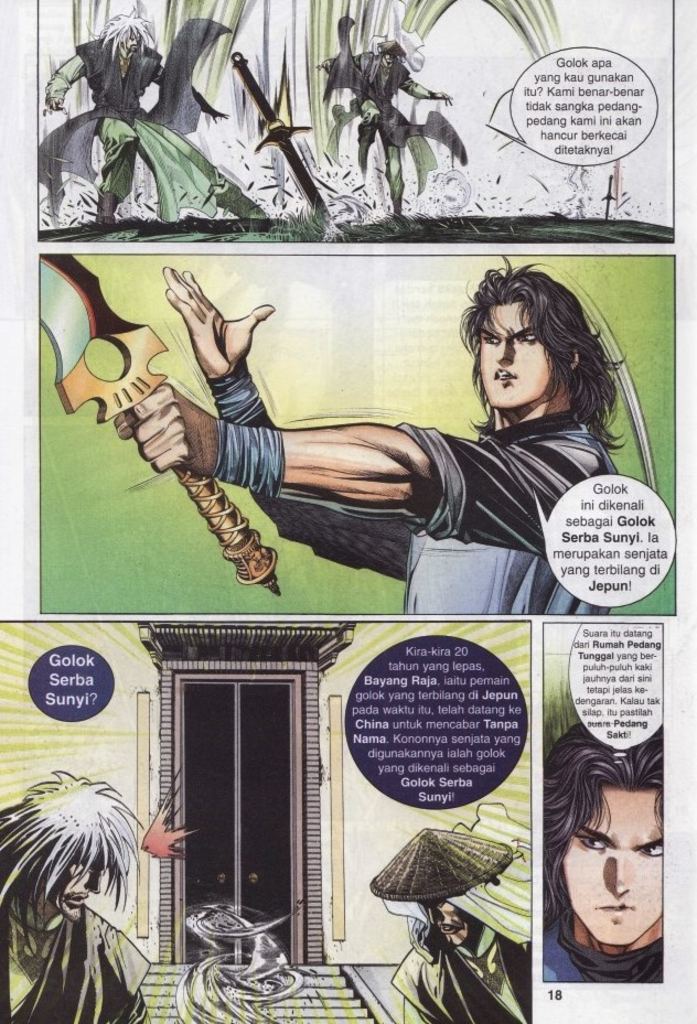 Golok apa
yang kau gunakan
itu? Kami benar-benar
tidak sangka pedang-
pedang kami ini akan
hancur berkecai
ditetaknya!
Golok
ini dikenali
sebagai Golok
Serba Sunyi. Ia
merupakan senjata
yang terbilang di
Jepun!
Golok
Serba
Sunyi?
Kira-kira 20
tahun yang lepas,
Bayang Raja, iaitu pemain
golok yang terbilang di Jepun
pada waktu itu, telah datang ke
China untuk mencabar Tanpa
Nama. Kononnya senjata yang
digunakannya ialah golok
yang dikenali sebagai
Golok Serba
Sunyi!
Suara itu datang
dari Rumah Pedang
Tunggal yang ber-
puluh-puluh kaki
jauhnya dari sini
tetapi jelas ke-
dengaran. Kalau tak
silap, itu pastilah
suara Pedang
Sakti!
18